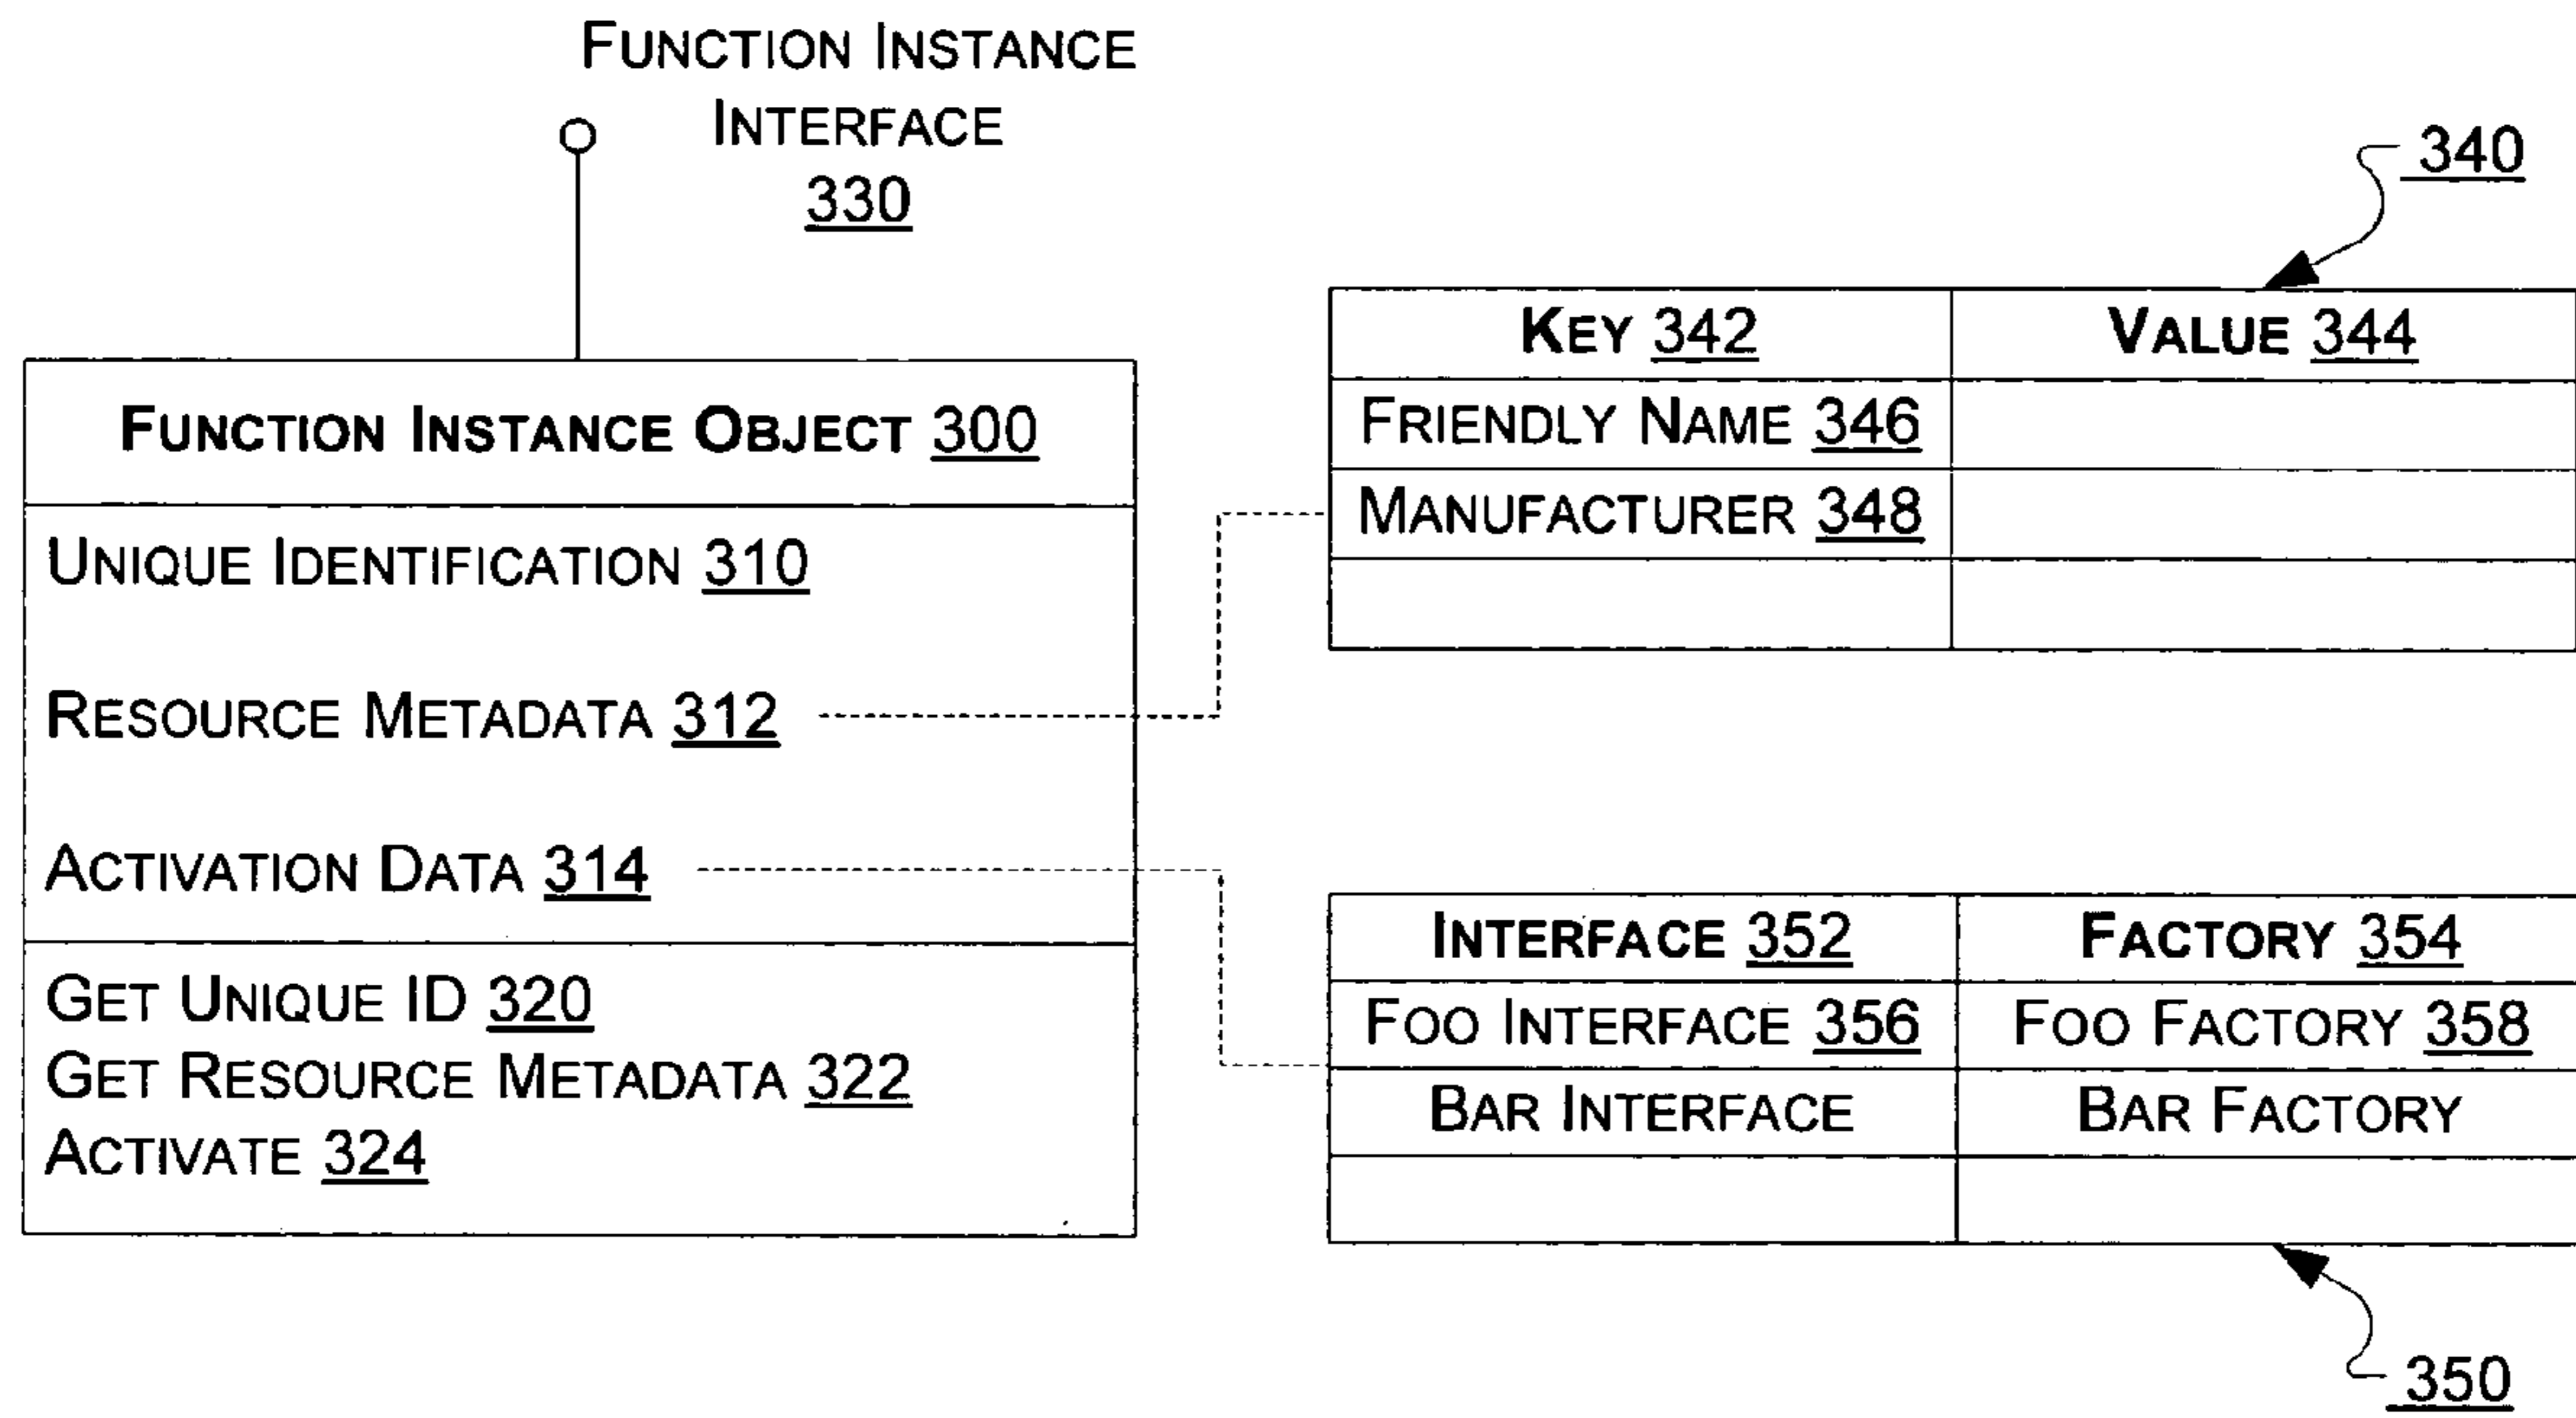 FUNCTION INSTANCE
INTERFACE
330
FUNCTION INSTANCE OBJECT 300
UNIQUE IDENTIFICATION 310
RESOURCE METADATA 312
ACTIVATION DATA 314
GET UNIQUE ID 320
GET RESOURCE METADATA 322
ACTIVATE 324
340
KEY 342 VALUE 344
FRIENDLY NAME 346
MANUFACTURER 348
INTERFACE 352 FACTORY 354
FOO INTERFACE 356 FOO FACTORY 358
BAR INTERFACE BAR FACTORY
350